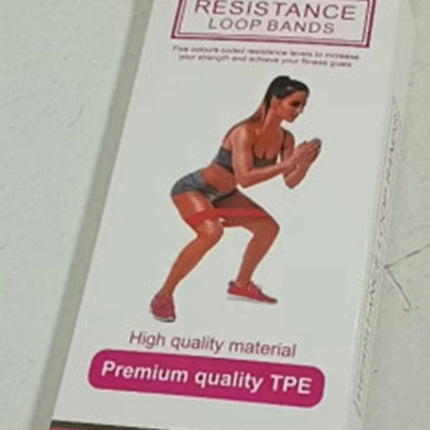 RESISTANCE
LOOP BANDS
Five colours coded resistance levels to increase
your strength and achieve your fitness goals
High quality material
Premium quality TPE